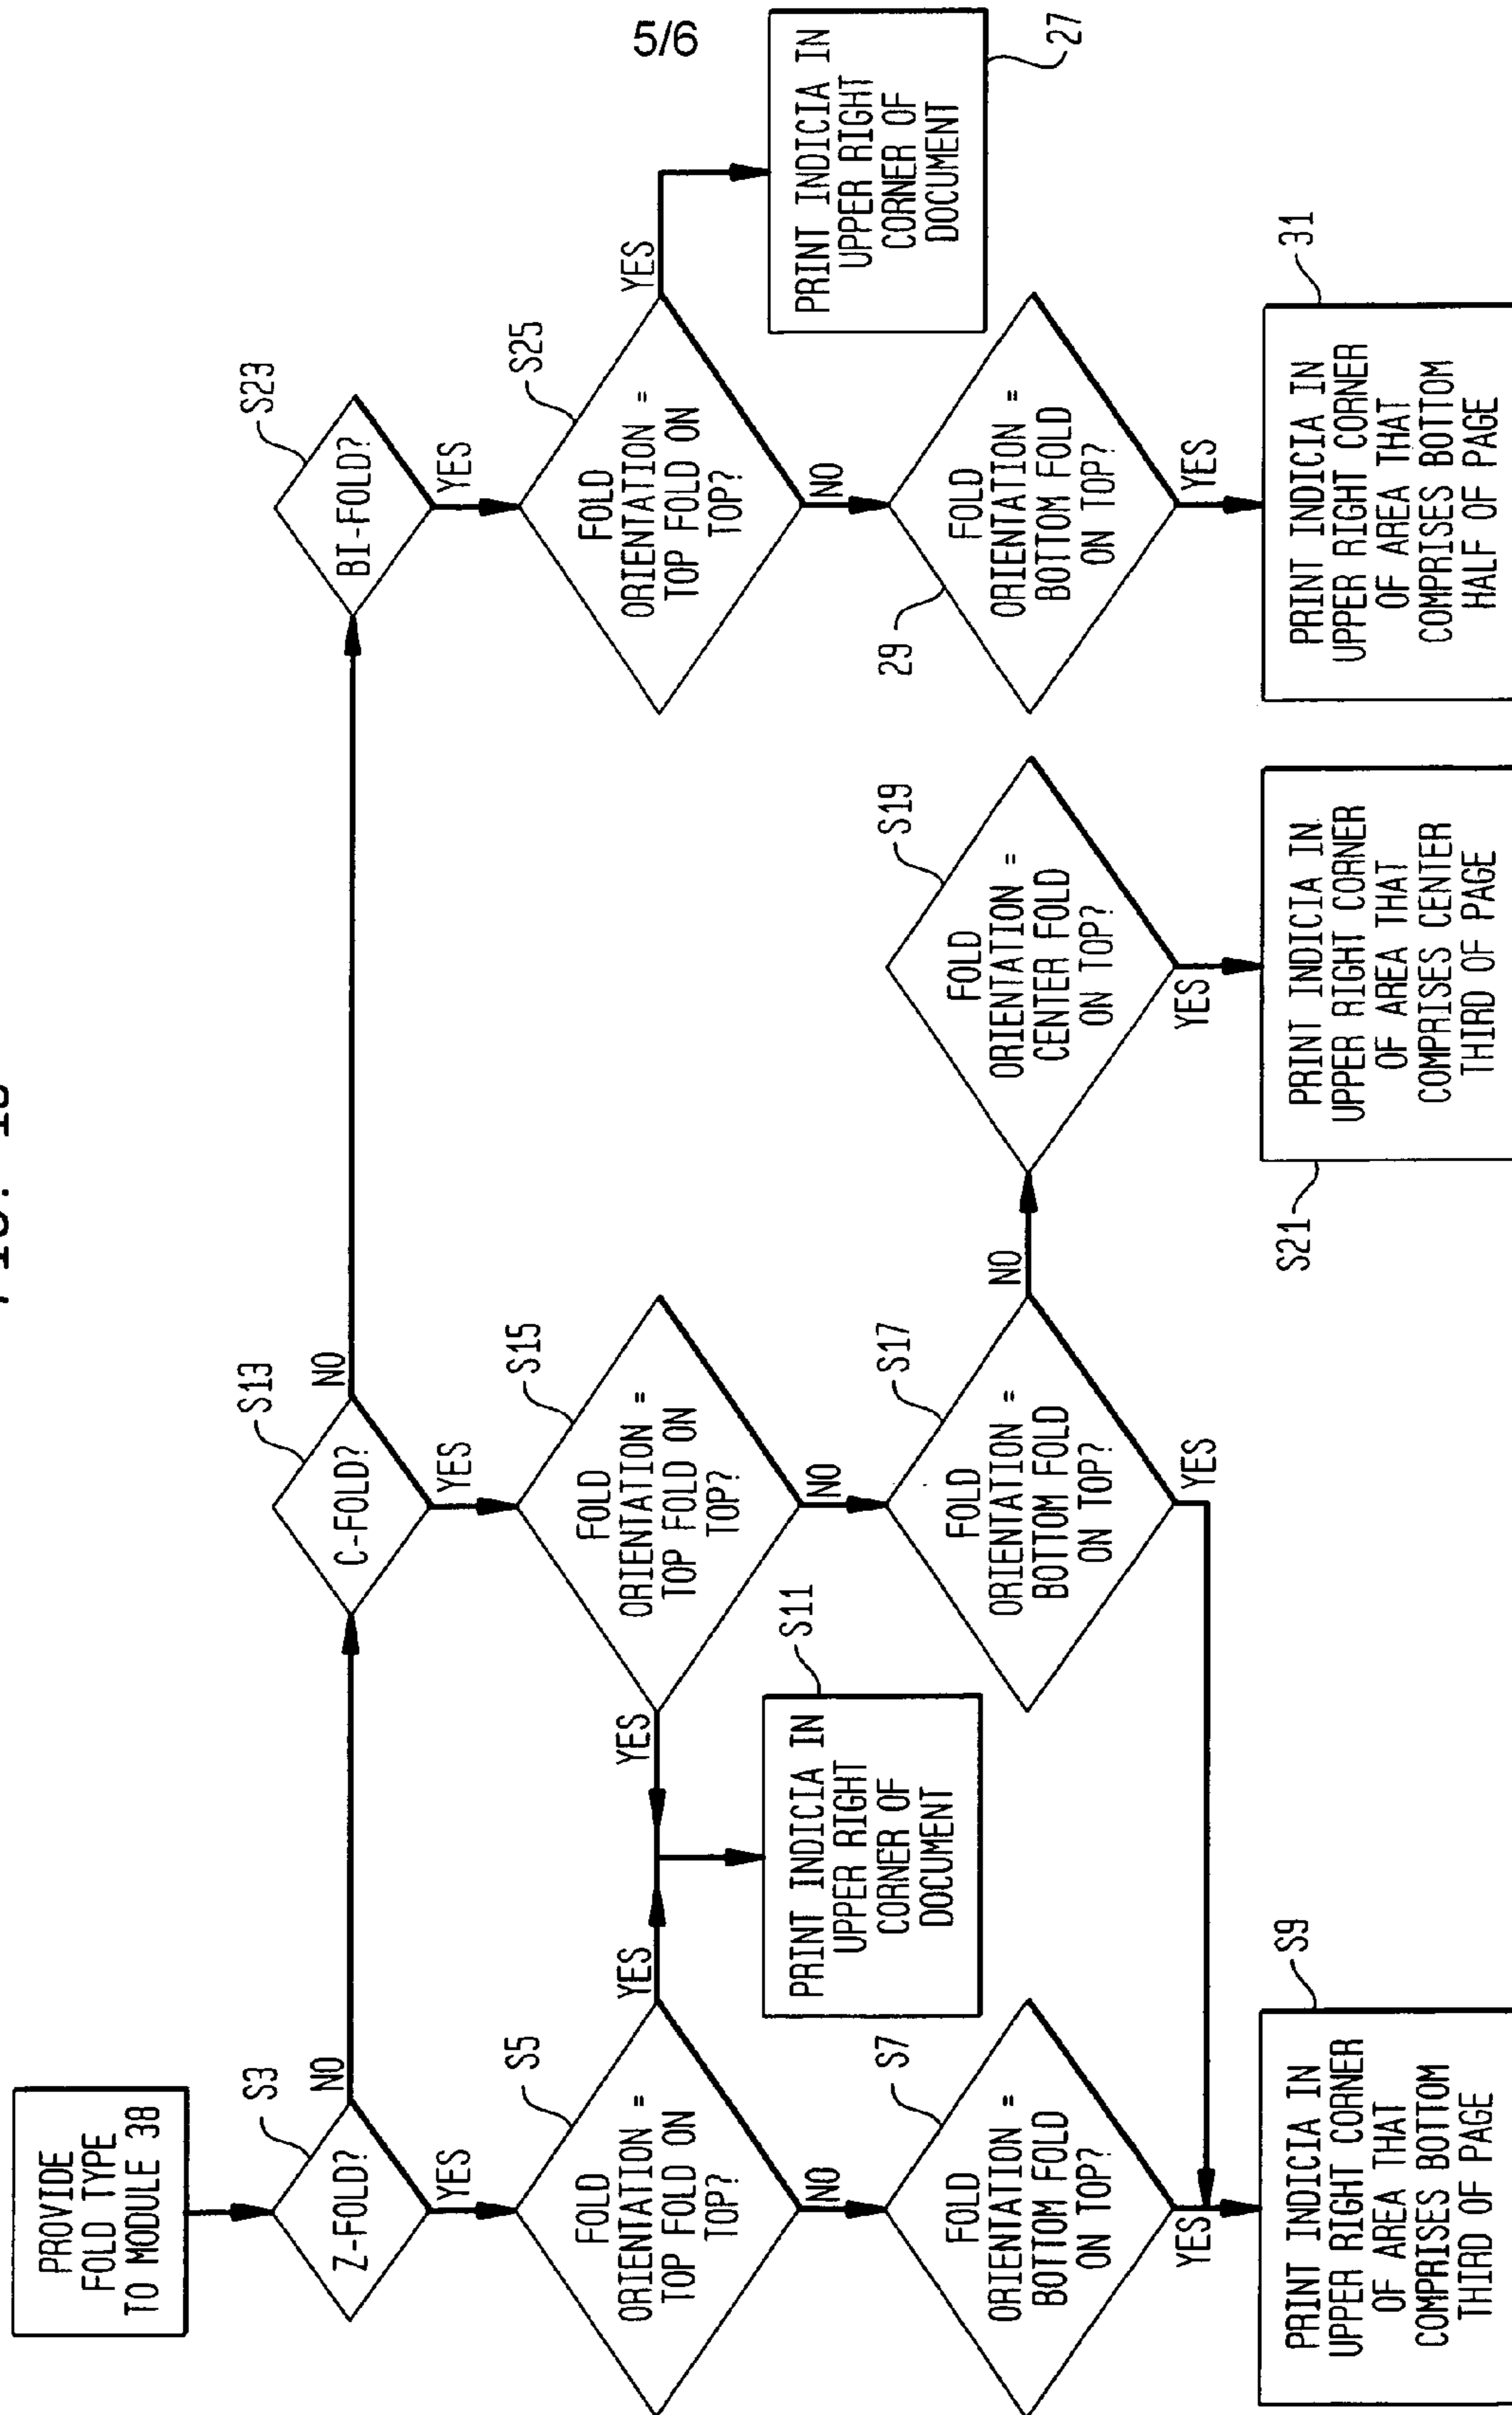 5/6
PROVIDE
FOLD TYPE
TO MODULE 38
S3
Z-FOLD?
NO
YES
S5
FOLD
ORIENTATION =
TOP FOLD ON
TOP?
YES
NO
S7
FOLD
ORIENTATION =
BOTTOM FOLD
ON TOP?
YES
S9
PRINT INDICIA IN
UPPER RIGHT CORNER
OF AREA THAT
COMPRISES BOTTOM
THIRD OF PAGE
S11
PRINT INDICIA IN
UPPER RIGHT
CORNER OF
DOCUMENT
S13
C-FOLD?
NO
YES
S15
FOLD
ORIENTATION =
TOP FOLD ON
TOP?
YES
NO
S17
FOLD
ORIENTATION =
BOTTOM FOLD
ON TOP?
NO
YES
S19
FOLD
ORIENTATION =
CENTER FOLD
ON TOP?
YES
S21
PRINT INDICIA IN
UPPER RIGHT CORNER
OF AREA THAT
COMPRISES CENTER
THIRD OF PAGE
S23
BI-FOLD?
YES
S25
FOLD
ORIENTATION =
TOP FOLD ON
TOP?
YES
NO
27
PRINT INDICIA IN
UPPER RIGHT
CORNER OF
DOCUMENT
29
FOLD
ORIENTATION =
BOTTOM FOLD
ON TOP?
YES
31
PRINT INDICIA IN
UPPER RIGHT CORNER
OF AREA THAT
COMPRISES BOTTOM
HALF OF PAGE